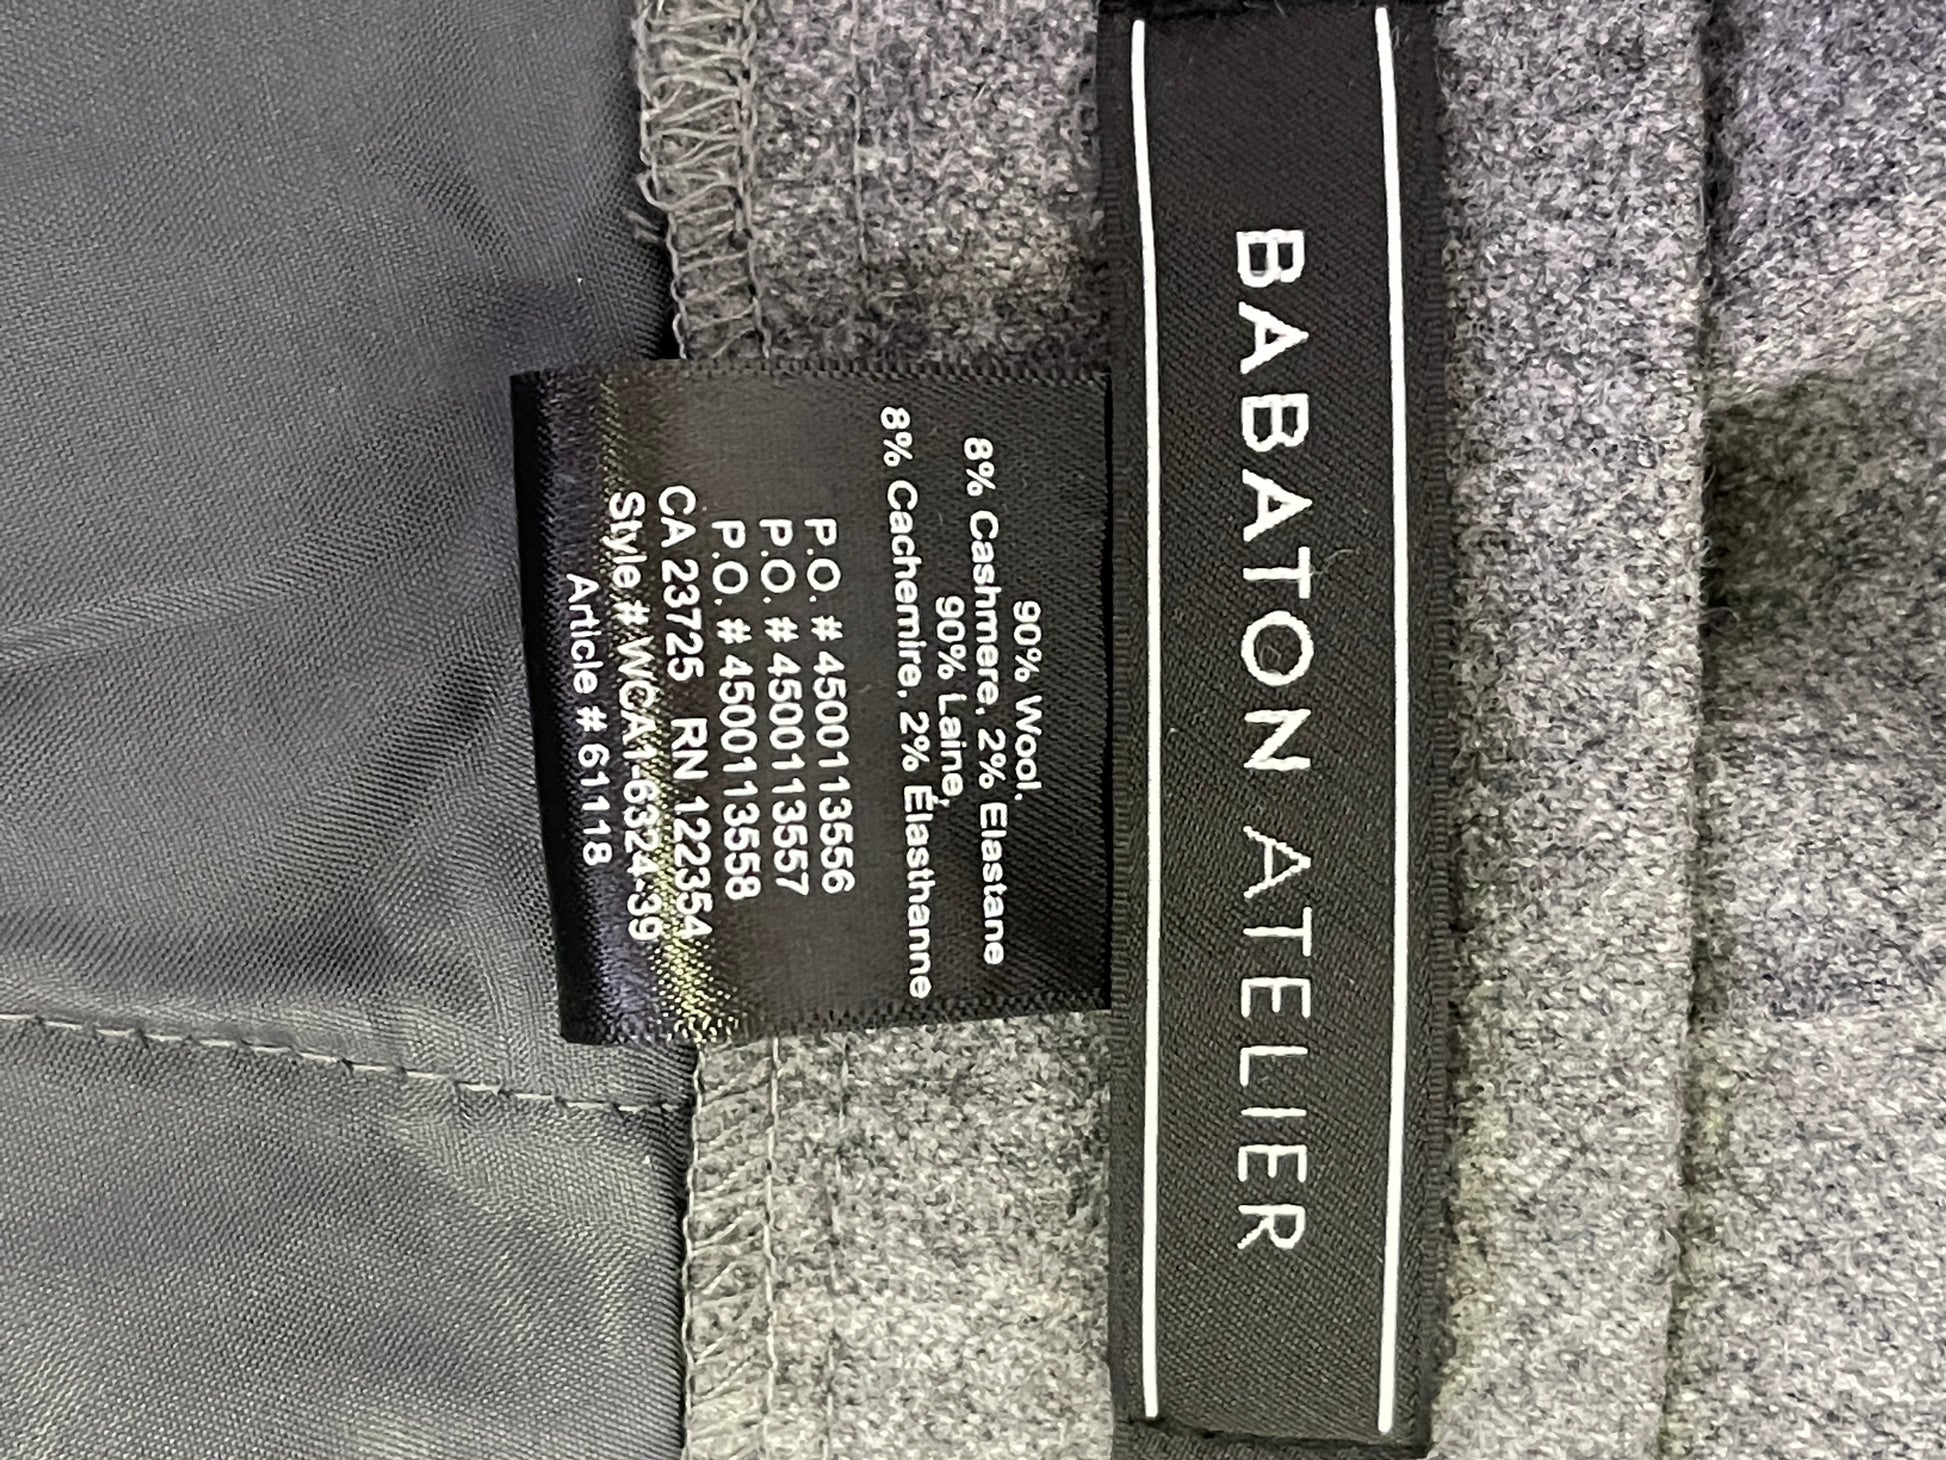 BABATON ATELIER
90% Wool,
8% Cashmere, 2% Elastane
90% Laine,
8% Cachemire, 2% Élasthanne
P.O. # 4500113556
P.O. # 4500113557
P.O. # 4500113558
CA 23725 RN 122354
Style # WCA1-6324-39
Article # 61118